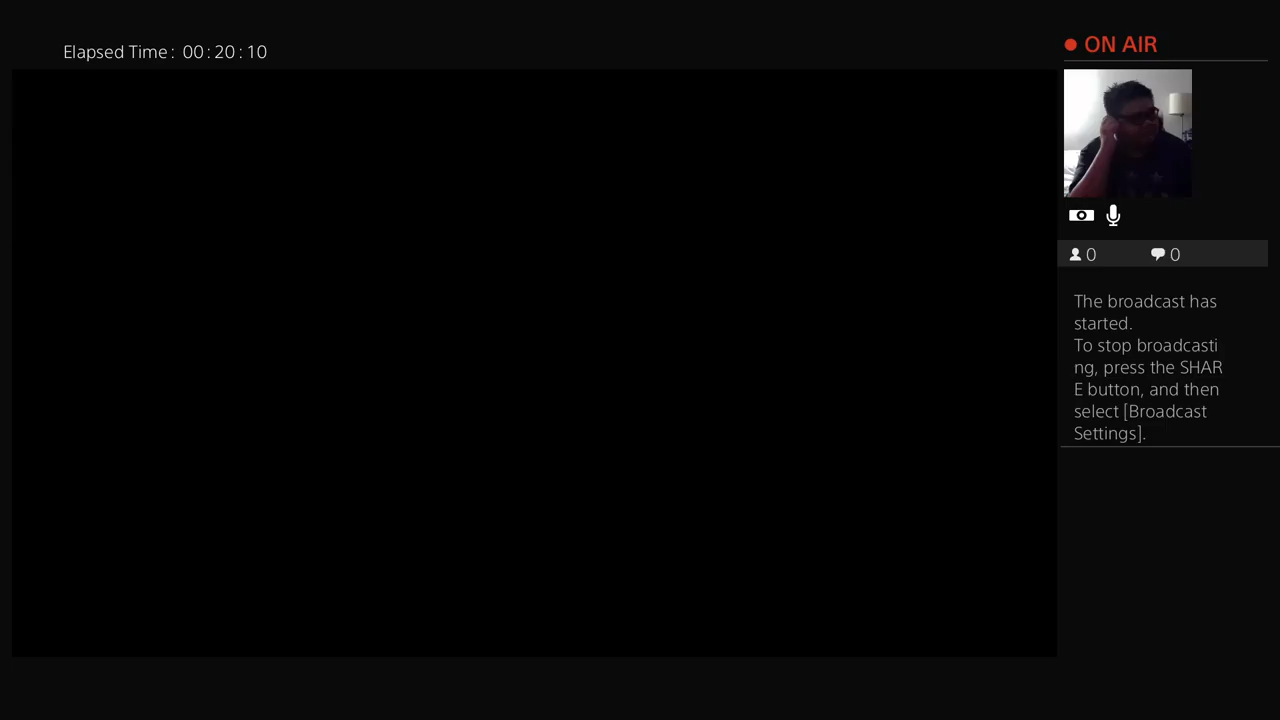 Elapsed Time: 00:20:10
ON AIR
0 0
The broadcast has
started.
To stop broadcasti
ng, press the SHAR
E button, and then
select [Broadcast
Settings].